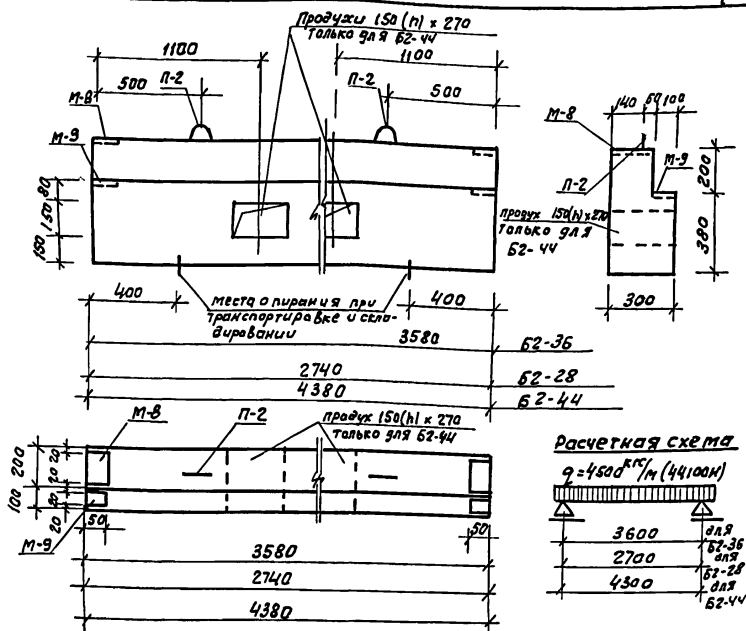 Продухи 150(h) х 270
только для Б2-44
1100
1100
500
П-2
П-2
500
М-8
М-9
80
150
150
h
400
400
места опирания при
транспортировке и скла-
дировании
3580
Б2-36
2740
Б2-28
4380
Б2-44
140
60
100
М-8
М-9
П-2
200
380
продух 150(h) х 270
только для
Б2-44
300
М-8
П-2
продух 150(h) х 270
только для Б2-44
200
100
20
20
20
50
50
М-9
3580
2740
4380
Расчетная схема
q=4500 кгс/м (44100Н)
3600
для
Б2-36
2700
для
Б2-28
4300
для
Б2-44